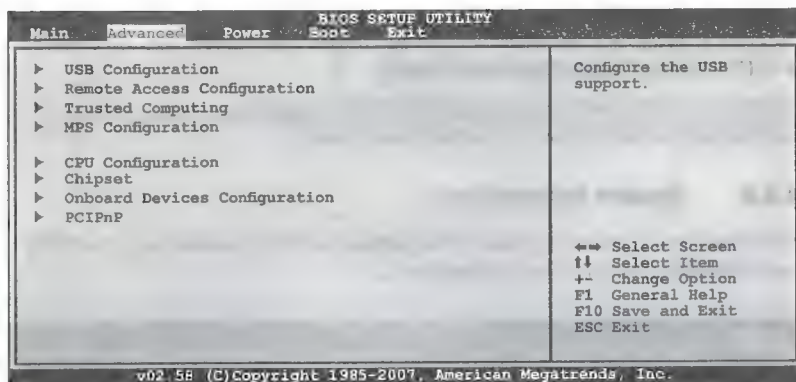 BIOS SETUP UTILITY
Main Advanced Power Boot Exit
USB Configuration
Remote Access Configuration
Trusted Computing
MPS Configuration
CPU Configuration
Chipset
Onboard Devices Configuration
PCIPnP
Configure the USB
support.
←→ Select Screen
↑↓ Select Item
+- Change Option
F1 General Help
F10 Save and Exit
ESC Exit
v02.58 (C)Copyright 1985-2007, American Megatrends, Inc.